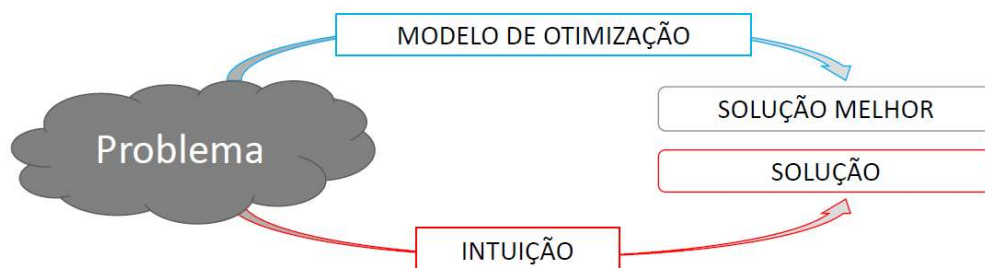 MODELO DE OTIMIZAÇÃO
Problema
SOLUÇÃO MELHOR
SOLUÇÃO
INTUIÇÃO